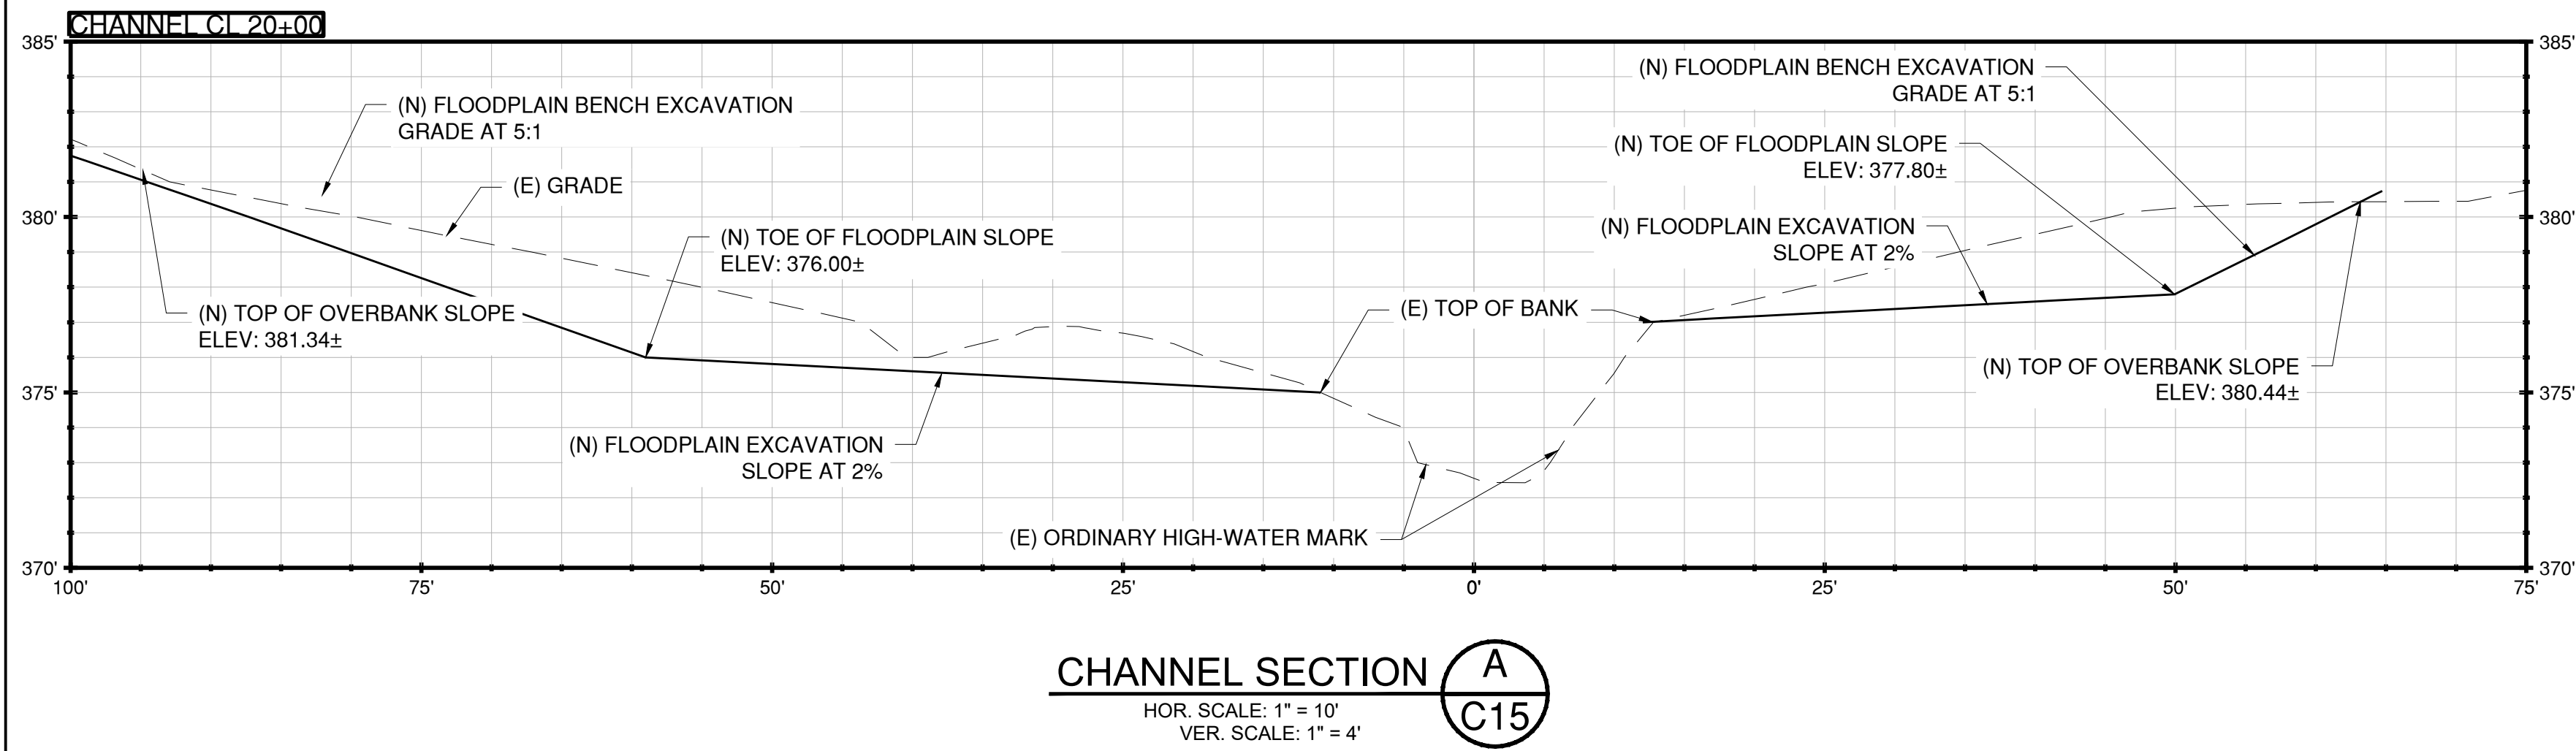 CHANNEL CL 20+00
385'
385'
(N) FLOODPLAIN BENCH EXCAVATION
GRADE AT 5:1
(N) FLOODPLAIN BENCH EXCAVATION
GRADE AT 5:1
(N) TOE OF FLOODPLAIN SLOPE
ELEV: 377.80±
(E) GRADE
380'
380'
(N) TOE OF FLOODPLAIN SLOPE
ELEV: 376.00±
(N) FLOODPLAIN EXCAVATION
SLOPE AT 2%
(N) TOP OF OVERBANK SLOPE
ELEV: 381.34±
(E) TOP OF BANK
(N) TOP OF OVERBANK SLOPE
ELEV: 380.44±
375'
375'
(N) FLOODPLAIN EXCAVATION
SLOPE AT 2%
(E) ORDINARY HIGH-WATER MARK
370'
370'
100'
75'
50'
25'
0'
25'
50'
75'
CHANNEL SECTION
A
C15
HOR. SCALE: 1" = 10'
VER. SCALE: 1" = 4'